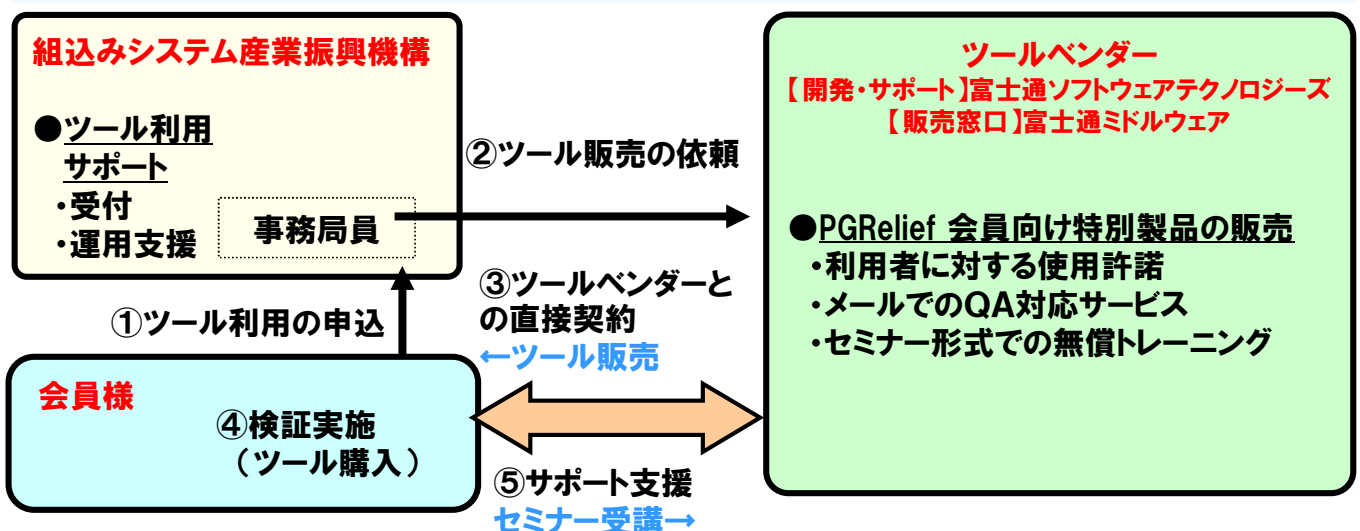 組込みシステム産業振興機構
●ツール利用
サポート
・受付
・運用支援
事務局員
①ツール利用の申込
会員様
④検証実施
（ツール購入）
②ツール販売の依頼
③ツールベンダーと
の直接契約
←ツール販売
⑤サポート支援
セミナー受講→
ツールベンダー
【開発・サポート】富士通ソフトウェアテクノロジーズ
【販売窓口】富士通ミドルウェア
●PGRelief 会員向け特別製品の販売
・利用者に対する使用許諾
・メールでのQA対応サービス
・セミナー形式での無償トレーニング